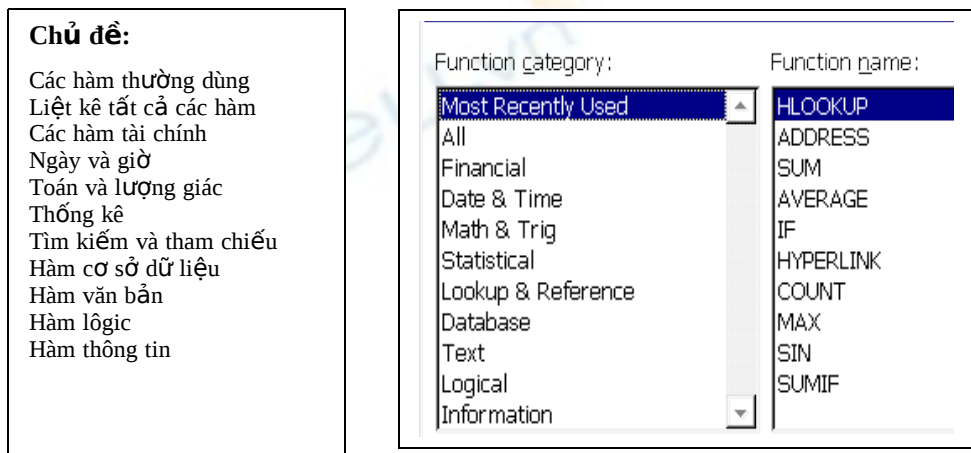 Chủ đề:
Các hàm thường dùng
Liệt kê tất cả các hàm
Các hàm tài chính
Ngày và giờ
Toán và lượng giác
Thống kê
Tìm kiếm và tham chiếu
Hàm cơ sở dữ liệu
Hàm văn bản
Hàm lôgic
Hàm thông tin
Function category:
Most Recently Used
All
Financial
Date & Time
Math & Trig
Statistical
Lookup & Reference
Database
Text
Logical
Information
Function name:
HLOOKUP
ADDRESS
SUM
AVERAGE
IF
HYPERLINK
COUNT
MAX
SIN
SUMIF